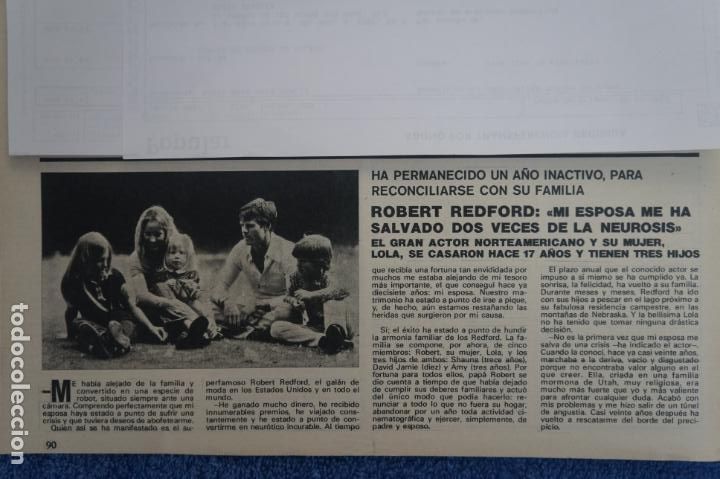 Popular
HA PERMANECIDO UN AÑO INACTIVO, PARA
RECONCILIARSE CON SU FAMILIA
ROBERT REDFORD: «MI ESPOSA ME HA
SALVADO DOS VECES DE LA NEUROSIS»
EL GRAN ACTOR NORTEAMERICANO Y SU MUJER,
LOLA, SE CASARON HACE 17 AÑOS Y TIENEN TRES HIJOS
–ME había alejado de la familia y
convertido en una especie de
robot, situado siempre ante una
cámara. Comprendo perfectamente que mi
esposa haya estado a punto de sufrir una
crisis y que tuviera deseos de abofetearme.
Quien así se ha manifestado es el su-
perfamoso Robert Redford, el galán de
moda en los Estados Unidos y en todo el
mundo.
–He ganado mucho dinero, he recibido
innumerables premios, he viajado cons-
tantemente y he estado a punto de con-
vertirme en neurótico incurable. Al tiempo
que recibía una fortuna tan envidiada por
muchos me estaba alejando de mi tesoro
más importante, el que conseguí hace ya
diecisiete años: mi esposa. Nuestro ma-
trimonio ha estado a punto de irse a pique,
y, de hecho, aún estamos restañando las
heridas que surgieron por mi causa.
Sí; el éxito ha estado a punto de hundir
la armonía familiar de los Redford. La fa-
milia se compone, por ahora, de cinco
miembros: Robert, su mujer, Lola, y los
tres hijos de ambos: Shauna (trece años),
David Jamie (diez) y Amy (tres años). Por
fortuna para todos ellos, papá Robert se
dio cuenta a tiempo de que había dejado
de cumplir sus deberes familiares y actuó
del único modo que podía hacerlo: re-
nunciar a todo lo que no fuera su hogar,
abandonar por un año toda actividad ci-
nematográfica y ejercer, simplemente, de
padre y esposo.
El plazo anual que el conocido actor se
impuso a sí mismo se ha cumplido ya. La
sonrisa, la felicidad, ha vuelto a su familia.
Durante meses y meses, Redford ha ido
con sus hijos a pescar en el lago próximo a
su fabulosa residencia campestre, en las
montañas de Nebraska. Y la bellísima Lola
no ha tenido que tomar ninguna drástica
decisión.
–No es la primera vez que mi esposa me
salva de una crisis –ha indicado el actor–.
Cuando la conocí, hace ya casi veinte años,
marchaba a la deriva, vacío y disgustado
porque no encontraba valor alguno en el
que creer. Ella, criada en una familia
mormona de Utah, muy religiosa, era
mucho más fuerte que yo y más valiente
para afrontar cualquier duda. Acabó con
mis problemas y me hizo salir de un túnel
de angustia. Casi veinte años después ha
vuelto a rescatarme del borde del preci-
picio.
90
todocoleccion.net